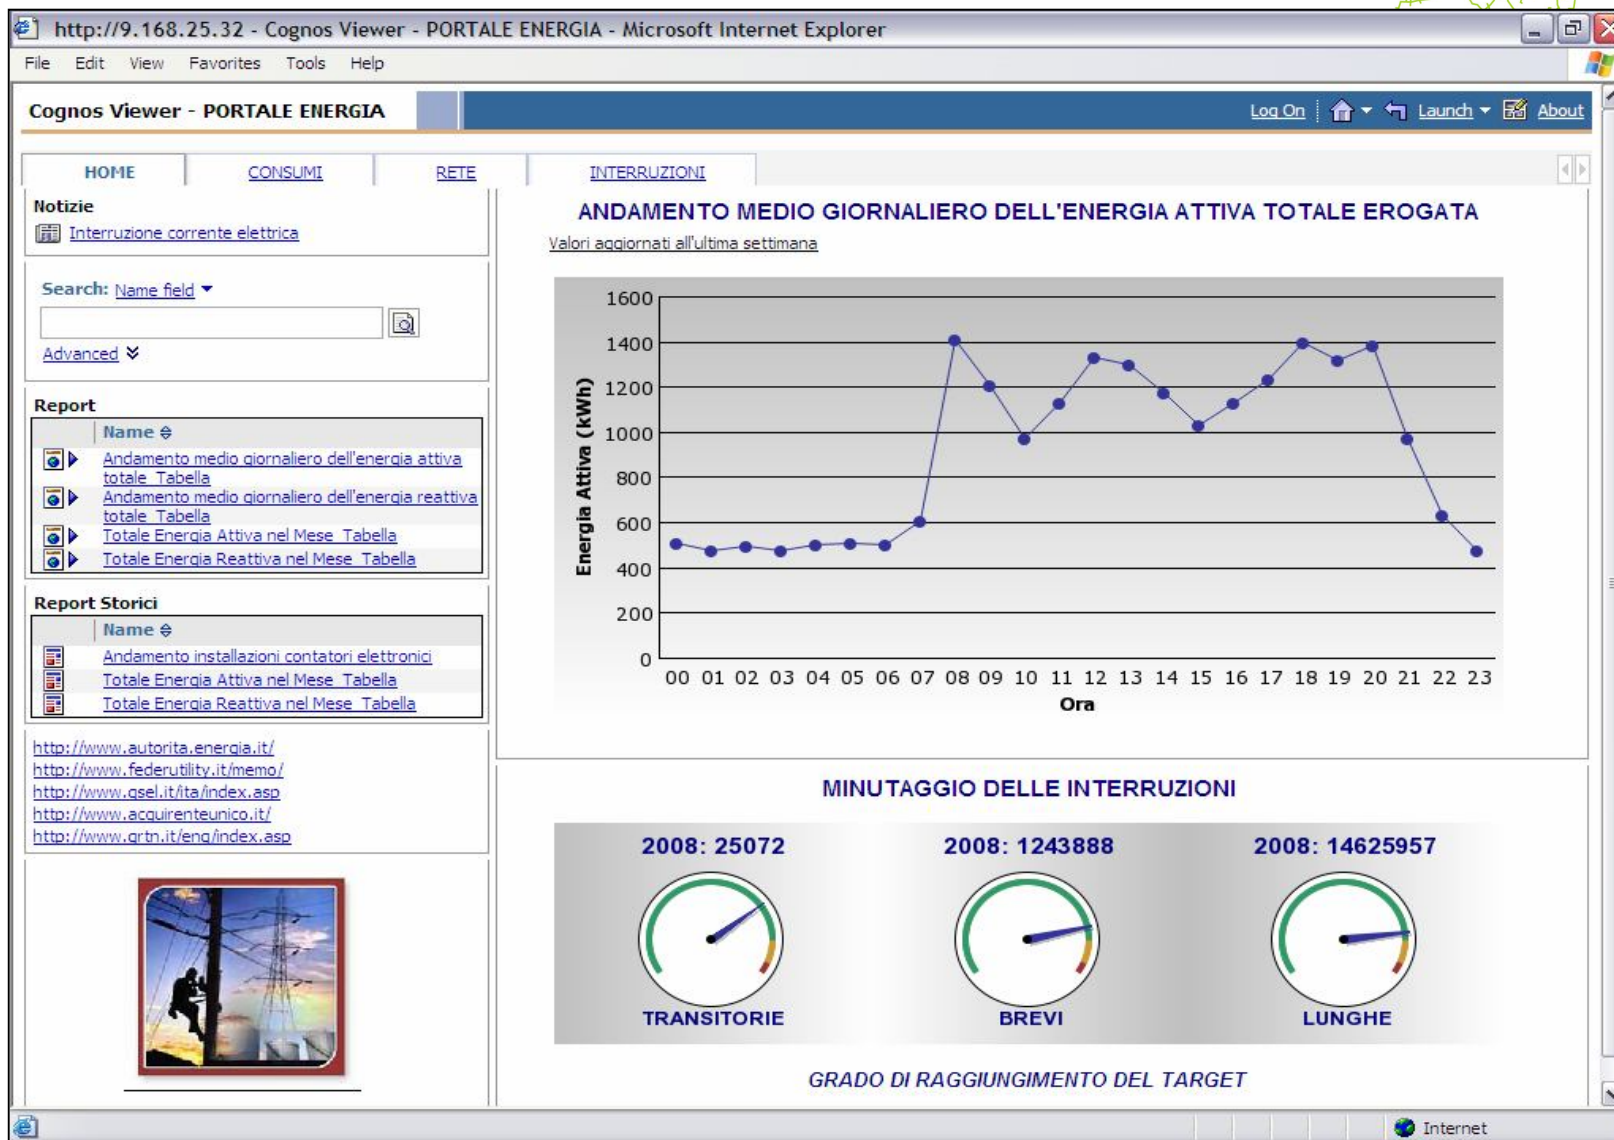 http://9.168.25.32 - Cognos Viewer - PORTALE ENERGIA - Microsoft Internet Explorer
File Edit View Favorites Tools Help
Cognos Viewer - PORTALE ENERGIA
Log On Launch About
HOME CONSUMI RETE INTERRUZIONI
Notizie
Interruzione corrente elettrica
Search: Name field
Advanced
Report
Name
Andamento medio giornaliero dell'energia attiva
totale_Tabella
Andamento medio giornaliero dell'energia reattiva
totale_Tabella
Totale Energia Attiva nel Mese_Tabella
Totale Energia Reattiva nel Mese_Tabella
Report Storici
Name
Andamento installazioni contatori elettronici
Totale Energia Attiva nel Mese_Tabella
Totale Energia Reattiva nel Mese_Tabella
http://www.autorita.energia.it/
http://www.federutility.it/memo/
http://www.gsel.it/ita/index.asp
http://www.acquirenteunico.it/
http://www.grtn.it/eng/index.asp
ANDAMENTO MEDIO GIORNALIERO DELL'ENERGIA ATTIVA TOTALE EROGATA
Valori aggiornati all'ultima settimana
Energia Attiva (kWh)
1600
1400
1200
1000
800
600
400
200
0
00 01 02 03 04 05 06 07 08 09 10 11 12 13 14 15 16 17 18 19 20 21 22 23
Ora
MINUTAGGIO DELLE INTERRUZIONI
2008: 25072 2008: 1243888 2008: 14625957
TRANSITORIE BREVI LUNGHE
GRADO DI RAGGIUNGIMENTO DEL TARGET
Internet